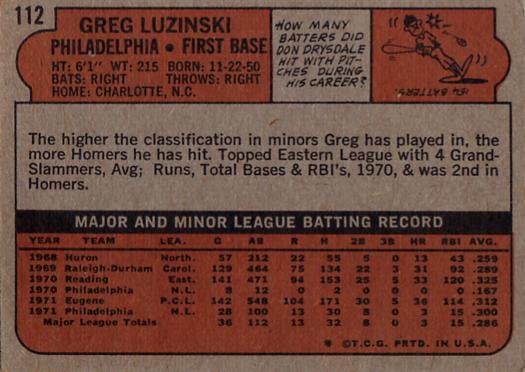 112
GREG LUZINSKI
PHILADELPHIA • FIRST BASE
HT: 6'1" WT: 215 BORN: 11-22-50
BATS: RIGHT THROWS: RIGHT
HOME: CHARLOTTE, N.C.
HOW MANY
BATTERS DID
DON DRYSDALE
HIT WITH PIT-
CHES DURING
HIS CAREER?
154 BATTERS.
The higher the classification in minors Greg has played in, the
more Homers he has hit. Topped Eastern League with 4 Grand-
Slammers, Avg; Runs, Total Bases & RBI's, 1970, & was 2nd in
Homers.
MAJOR AND MINOR LEAGUE BATTING RECORD
YEAR TEAM LEA. G AB R H 2B 3B HR RBI AVG.
1968 Huron North. 57 212 22 55 5 0 13 43 .259
1969 Raleigh-Durham Carol. 129 464 75 134 22 3 31 92 .289
1970 Reading East. 141 471 94 153 25 5 33 120 .325
1970 Philadelphia N.L. 8 12 0 2 0 0 0 0 .167
1971 Eugene P.C.L. 142 548 104 171 30 5 36 114 .312
1971 Philadelphia N.L. 28 100 13 30 8 0 3 15 .300
Major League Totals 36 112 13 32 8 0 3 15 .286
* ©T.C.G. PRTD. IN U.S.A.